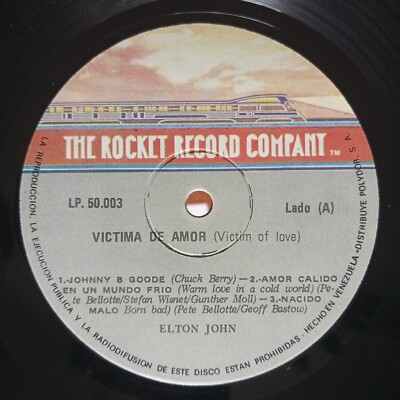 THE ROCKET RECORD COMPANY TM
LP. 50.003
Lado (A)
VICTIMA DE AMOR (Victim of love)
1.-JOHNNY B GOODE (Chuck Berry) – 2.-AMOR CALIDO
EN UN MUNDO FRIO (Warm love in a cold world) (Pe-
te Bellotte/Stefan Wisnet/Gunther Moll) – 3.-NACIDO
MALO Born bad) (Pete Bellotte/Geoff Bastow)
ELTON JOHN
LA REPRODUCCION, LA EJECUCION PUBLICA Y LA RADIODIFUSION DE ESTE DISCO ESTAN PROHIBIDAS. - HECHO EN VENEZUELA - DISTRIBUYE POLYDOR S. A.